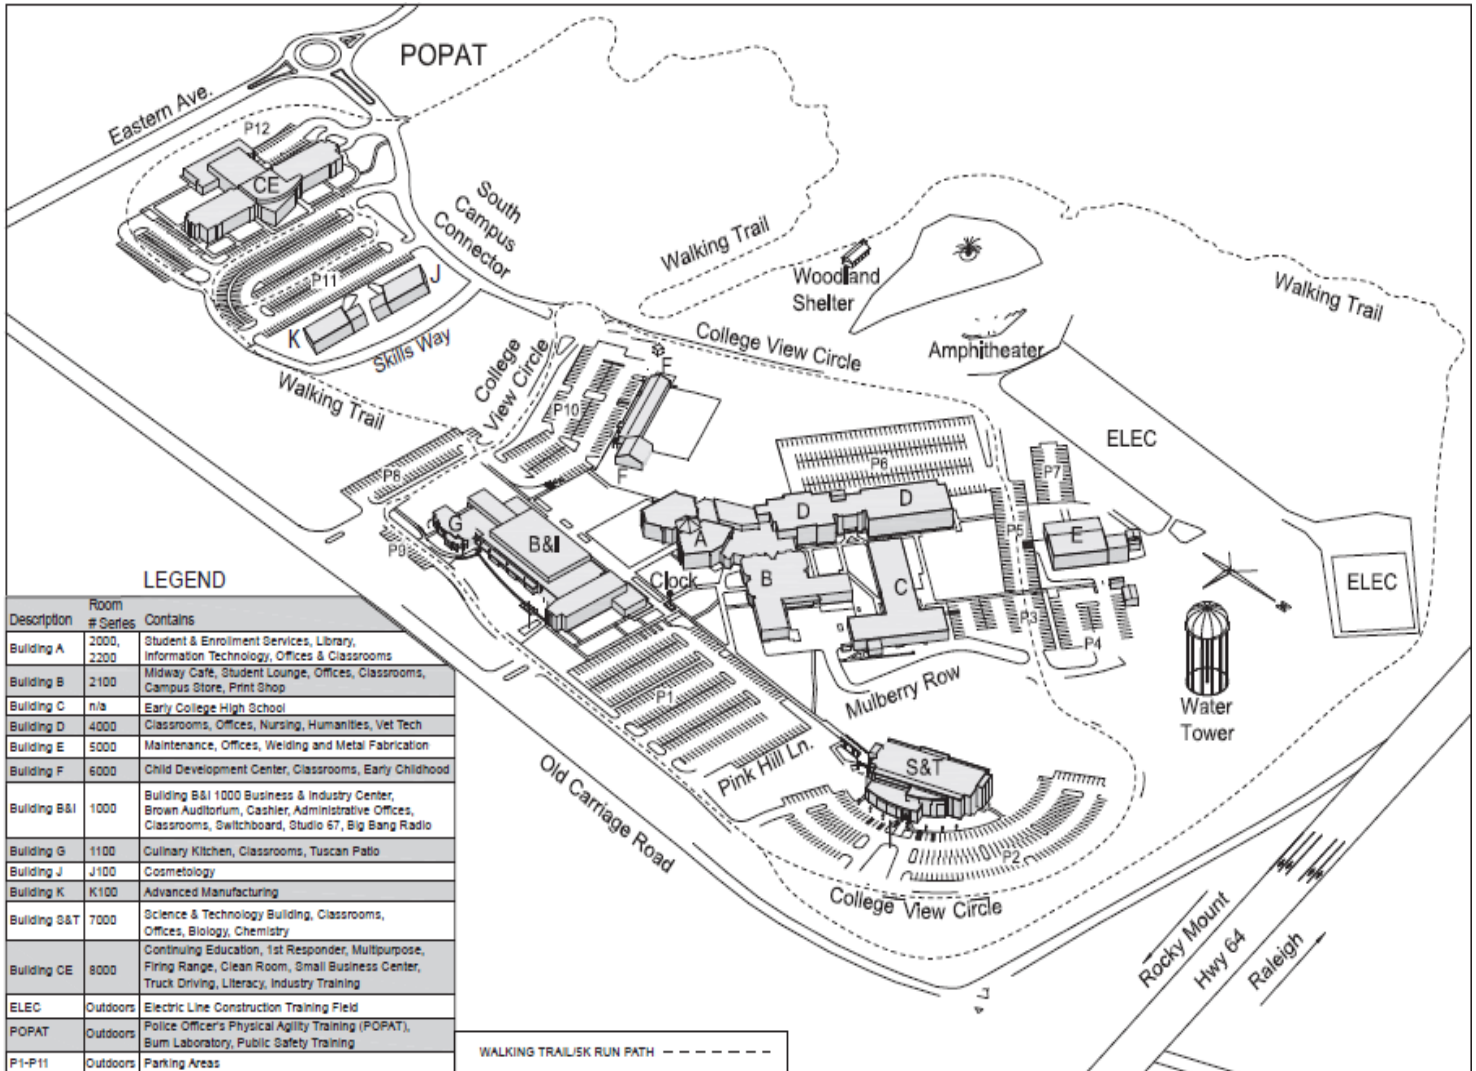 POPAT
Eastern Ave.
P12
CE
South
Campus
Connector
P11
J
K
Skills Way
Walking Trail
College
View Circle
Walking Trail
Woodland
Shelter
Amphitheater
Walking Trail
College View Circle
P10
F
F
P8
P9
G
B&I
Clock
A
B
C
D
D
P6
P5
P7
E
ELEC
ELEC
P3
P4
Water
Tower
Mulberry Row
P1
Pink Hill Ln.
S&T
P2
College View Circle
Old Carriage Road
Rocky Mount
Hwy 64
Raleigh
LEGEND
Description Room # Series Contains
Building A 2000, 2200 Student & Enrollment Services, Library,
Information Technology, Offices & Classrooms
Building B 2100 Midway Café, Student Lounge, Offices, Classrooms,
Campus Store, Print Shop
Building C n/a Early College High School
Building D 4000 Classrooms, Offices, Nursing, Humanities, Vet Tech
Building E 5000 Maintenance, Offices, Welding and Metal Fabrication
Building F 6000 Child Development Center, Classrooms, Early Childhood
Building B&I 1000 Building B&I 1000 Business & Industry Center,
Brown Auditorium, Cashier, Administrative Offices,
Classrooms, Switchboard, Studio 67, Big Bang Radio
Building G 1100 Culinary Kitchen, Classrooms, Tuscan Patio
Building J J100 Cosmetology
Building K K100 Advanced Manufacturing
Building S&T 7000 Science & Technology Building, Classrooms,
Offices, Biology, Chemistry
Building CE 8000 Continuing Education, 1st Responder, Multipurpose,
Firing Range, Clean Room, Small Business Center,
Truck Driving, Literacy, Industry Training
ELEC Outdoors Electric Line Construction Training Field
POPAT Outdoors Police Officer's Physical Agility Training (POPAT),
Burn Laboratory, Public Safety Training
P1-P11 Outdoors Parking Areas
WALKING TRAIL/5K RUN PATH